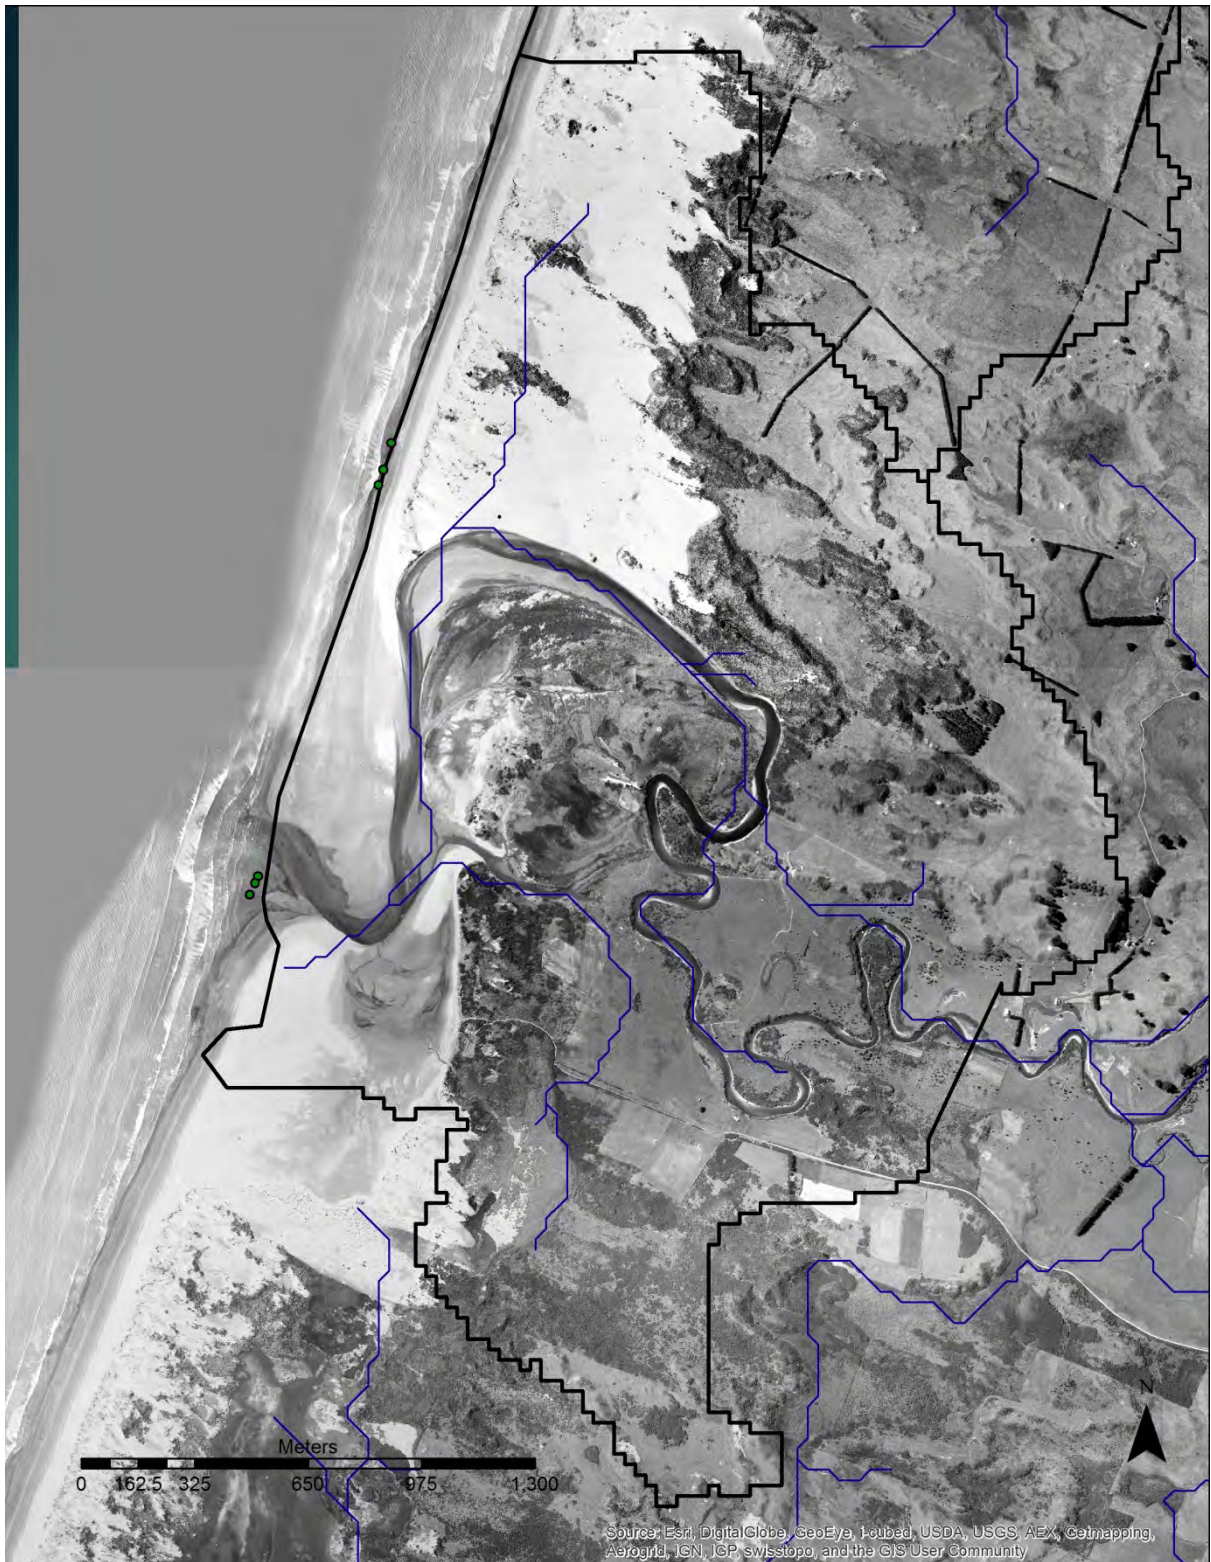 N
Meters
0 162.5 325 650 975 1,300
Source: Esri, DigitalGlobe, GeoEye, i-cubed, USDA, USGS, AEX, Getmapping,
Aerogrid, IGN, IGP, swisstopo, and the GIS User Community